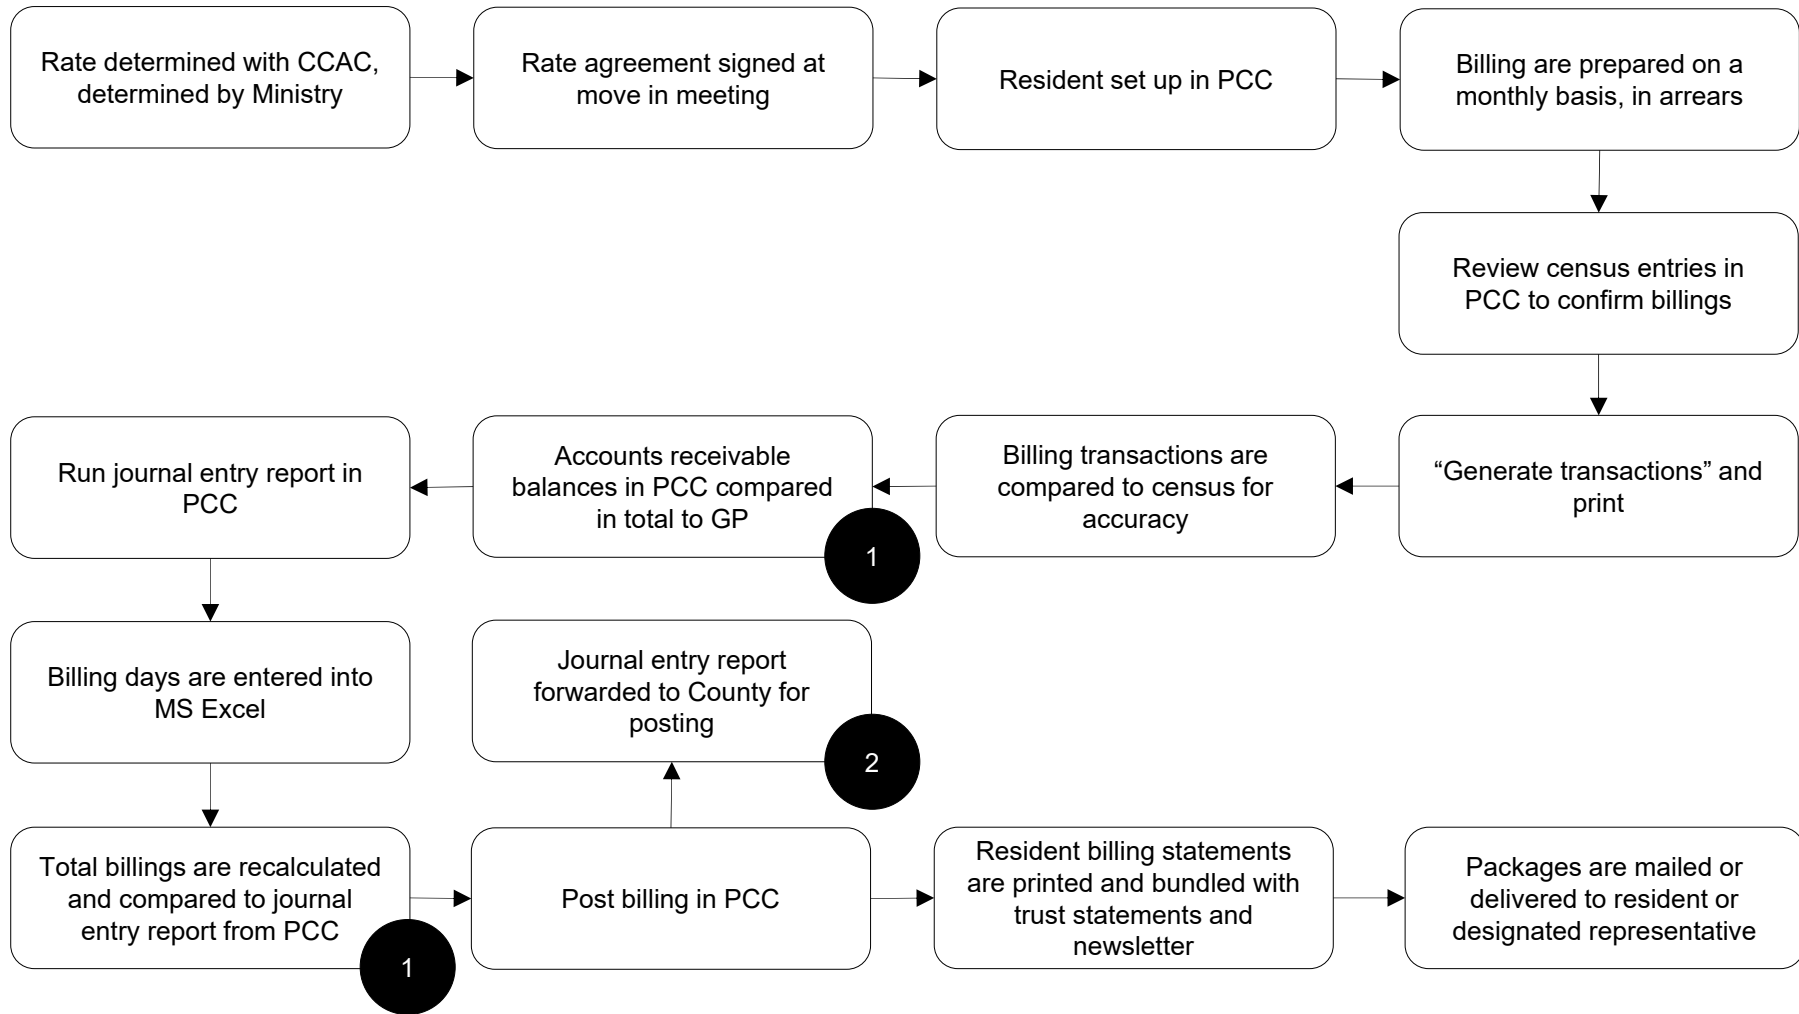 Rate determined with CCAC,
determined by Ministry
Rate agreement signed at
move in meeting
Resident set up in PCC
Billing are prepared on a
monthly basis, in arrears
Review census entries in
PCC to confirm billings
“Generate transactions” and
print
Billing transactions are
compared to census for
accuracy
Accounts receivable
balances in PCC compared
in total to GP
1
Run journal entry report in
PCC
Billing days are entered into
MS Excel
Total billings are recalculated
and compared to journal
entry report from PCC
1
Post billing in PCC
Journal entry report
forwarded to County for
posting
2
Resident billing statements
are printed and bundled with
trust statements and
newsletter
Packages are mailed or
delivered to resident or
designated representative